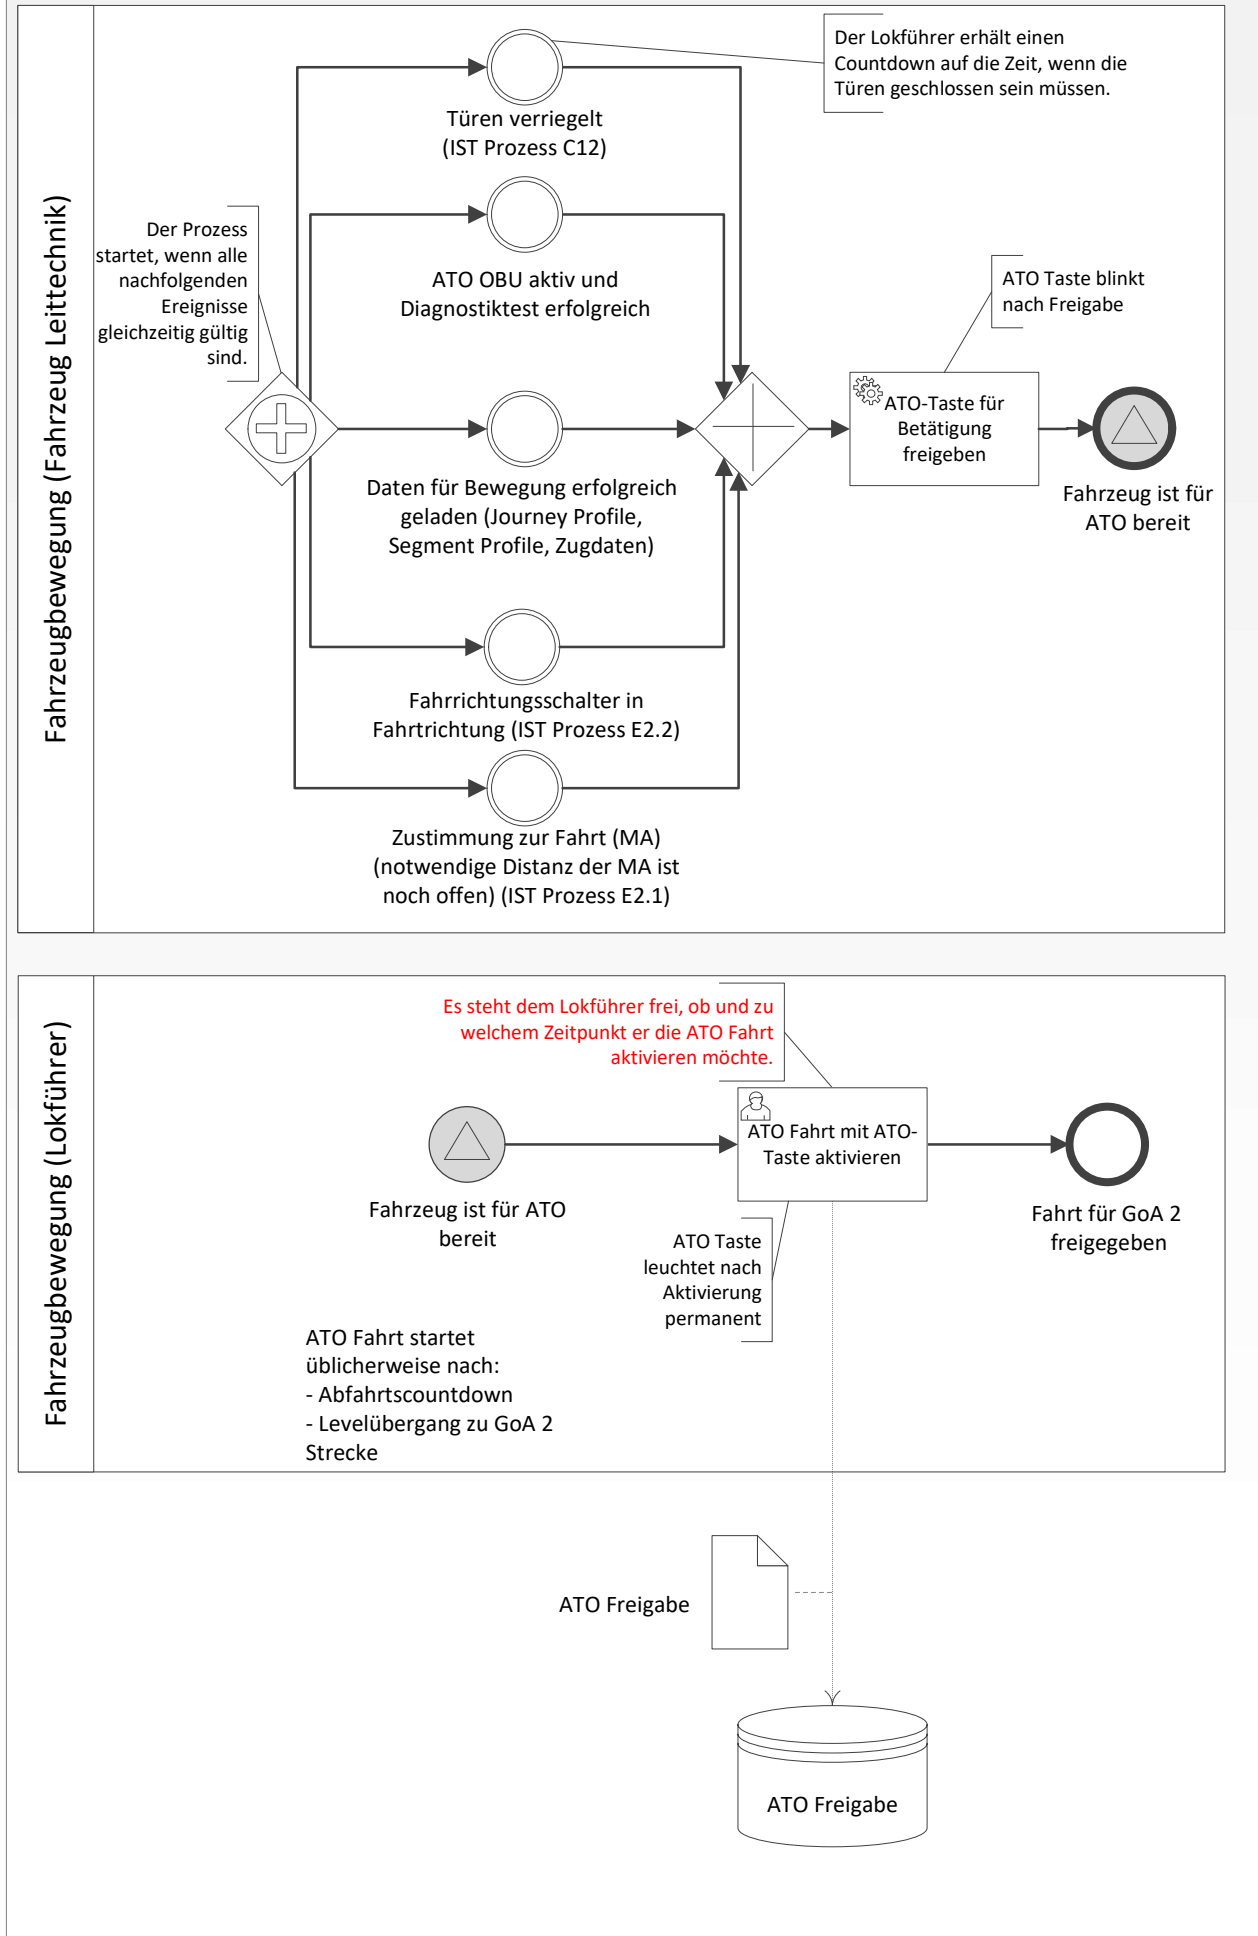 Fahrzeugbewegung (Fahrzeug Leittechnik)
Der Lokführer erhält einen
Countdown auf die Zeit, wenn die
Türen geschlossen sein müssen.
Türen verriegelt
(IST Prozess C12)
Der Prozess
startet, wenn alle
nachfolgenden
Ereignisse
gleichzeitig gültig
sind.
ATO OBU aktiv und
Diagnostiktest erfolgreich
ATO Taste blinkt
nach Freigabe
ATO-Taste für
Betätigung
freigeben
Fahrzeug ist für
ATO bereit
Daten für Bewegung erfolgreich
geladen (Journey Profile,
Segment Profile, Zugdaten)
Fahrrichtungsschalter in
Fahrtrichtung (IST Prozess E2.2)
Zustimmung zur Fahrt (MA)
(notwendige Distanz der MA ist
noch offen) (IST Prozess E2.1)
Fahrzeugbewegung (Lokführer)
Es steht dem Lokführer frei, ob und zu
welchem Zeitpunkt er die ATO Fahrt
aktivieren möchte.
ATO Fahrt mit ATO-
Taste aktivieren
Fahrzeug ist für ATO
bereit
Fahrt für GoA 2
freigegeben
ATO Taste
leuchtet nach
Aktivierung
permanent
ATO Fahrt startet
üblicherweise nach:
- Abfahrtscountdown
- Levelübergang zu GoA 2
Strecke
ATO Freigabe
ATO Freigabe